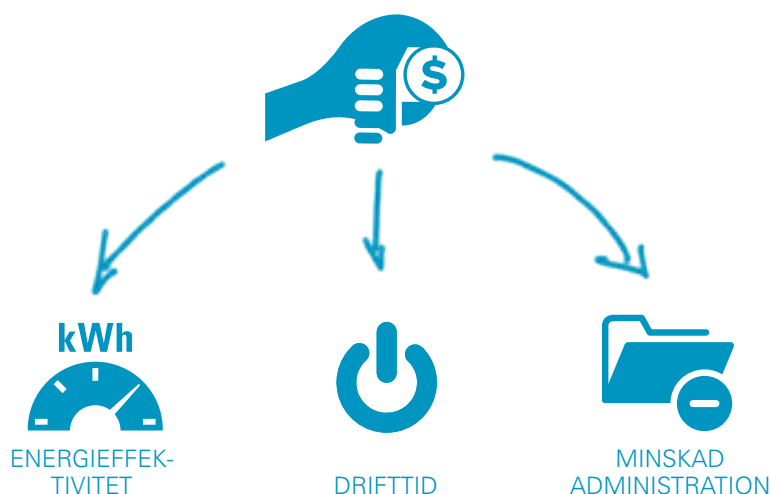 $
kWh
ENERGIEFFEK-
TIVITET
DRIFTTID
MINSKAD
ADMINISTRATION